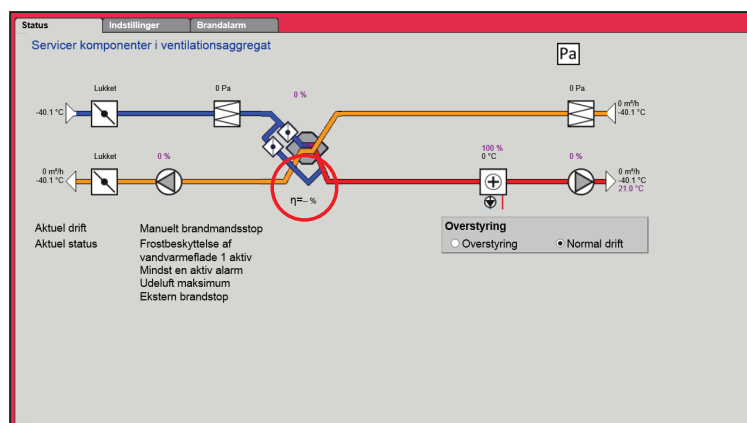 Status Indstillinger Brandalarm
Servicer komponenter i ventilationsaggregat
Pa
Lukket 0 Pa 0 % 0 Pa
-40.1 °C 0 m³/h
-40.1 °C
Lukket 0 % 100 % 0 %
0 °C
0 m³/h 0 m³/h
-40.1 °C -40.1 °C
21.0 °C
η=-- %
Aktuel drift Manuelt brandmandsstop
Aktuel status Frostbeskyttelse af
vandvarmeflade 1 aktiv
Mindst en aktiv alarm
Udeluft maksimum
Ekstern brandstop
Overstyring
Overstyring Normal drift